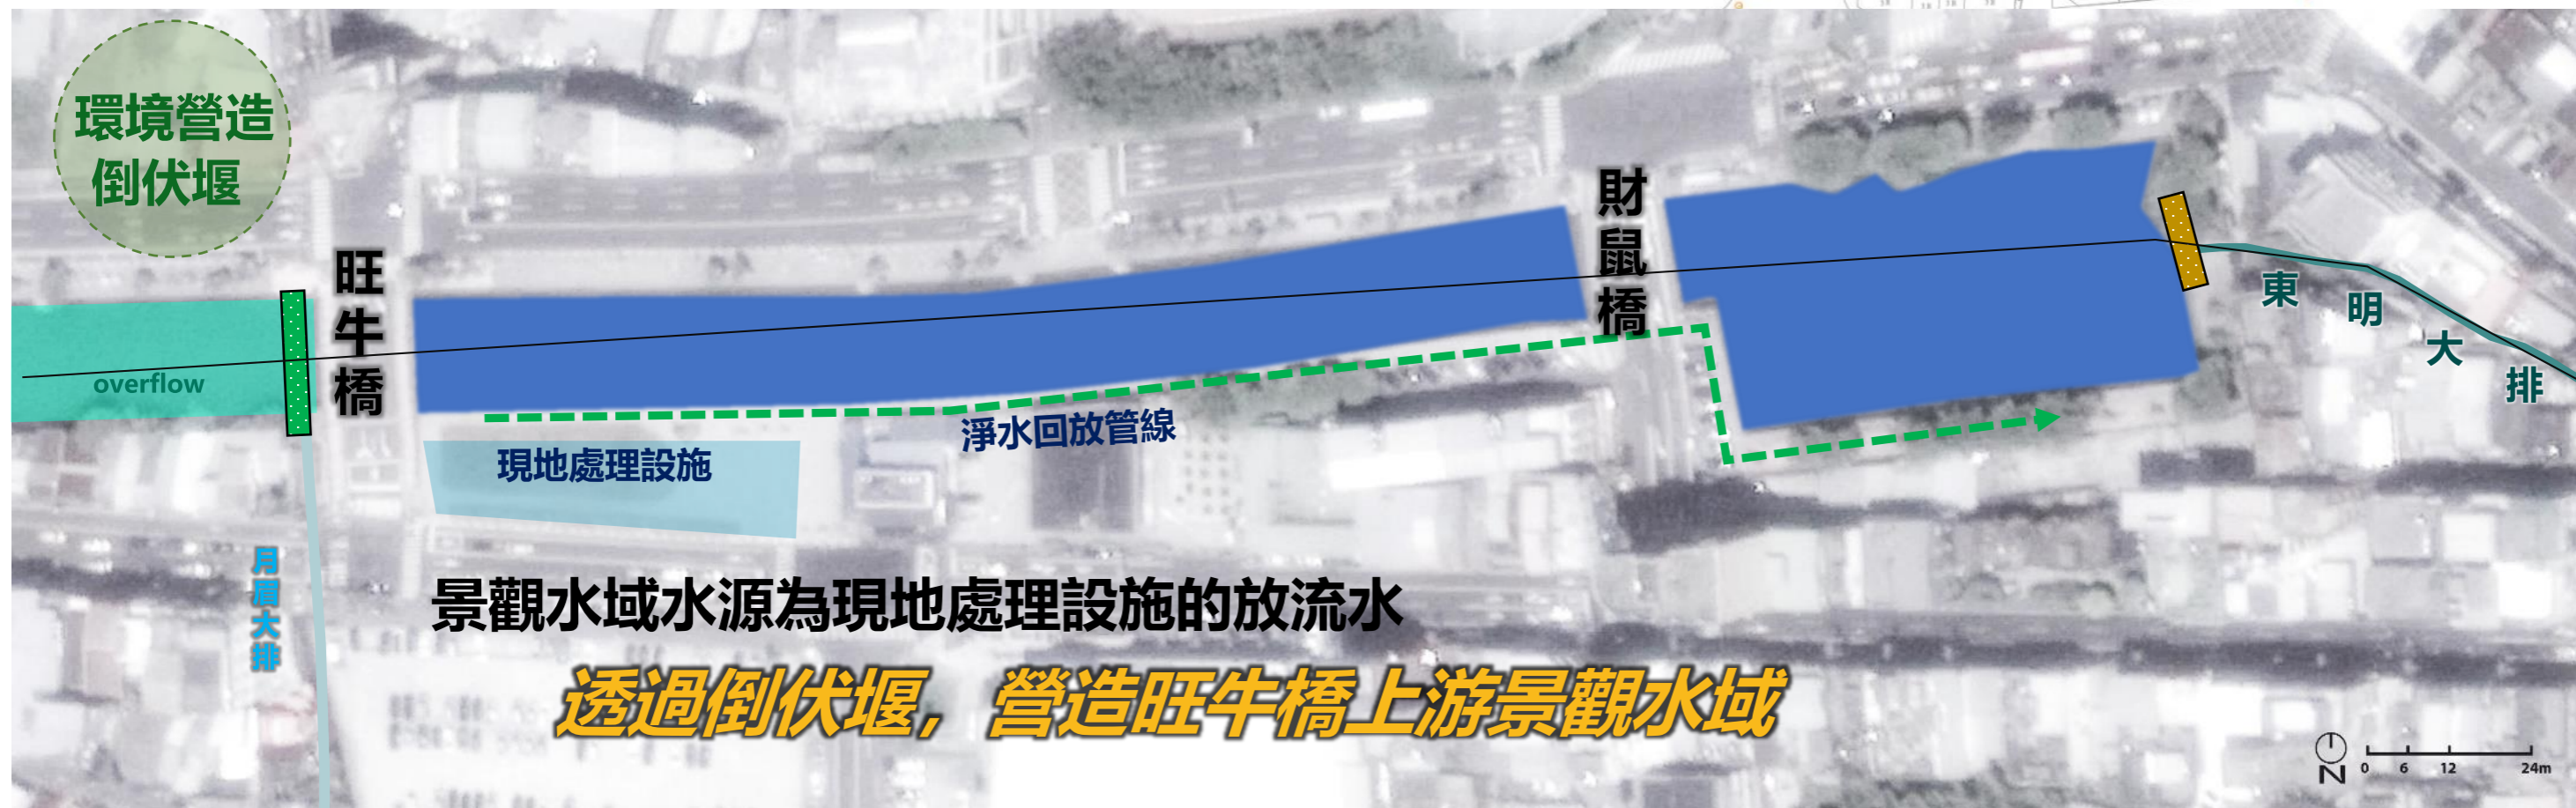 環境營造
倒伏堰
旺牛橋
財鼠橋
東明大排
overflow
淨水回放管線
現地處理設施
月眉大排
景觀水域水源為現地處理設施的放流水
透過倒伏堰，營造旺牛橋上游景觀水域
N
0 6 12 24m